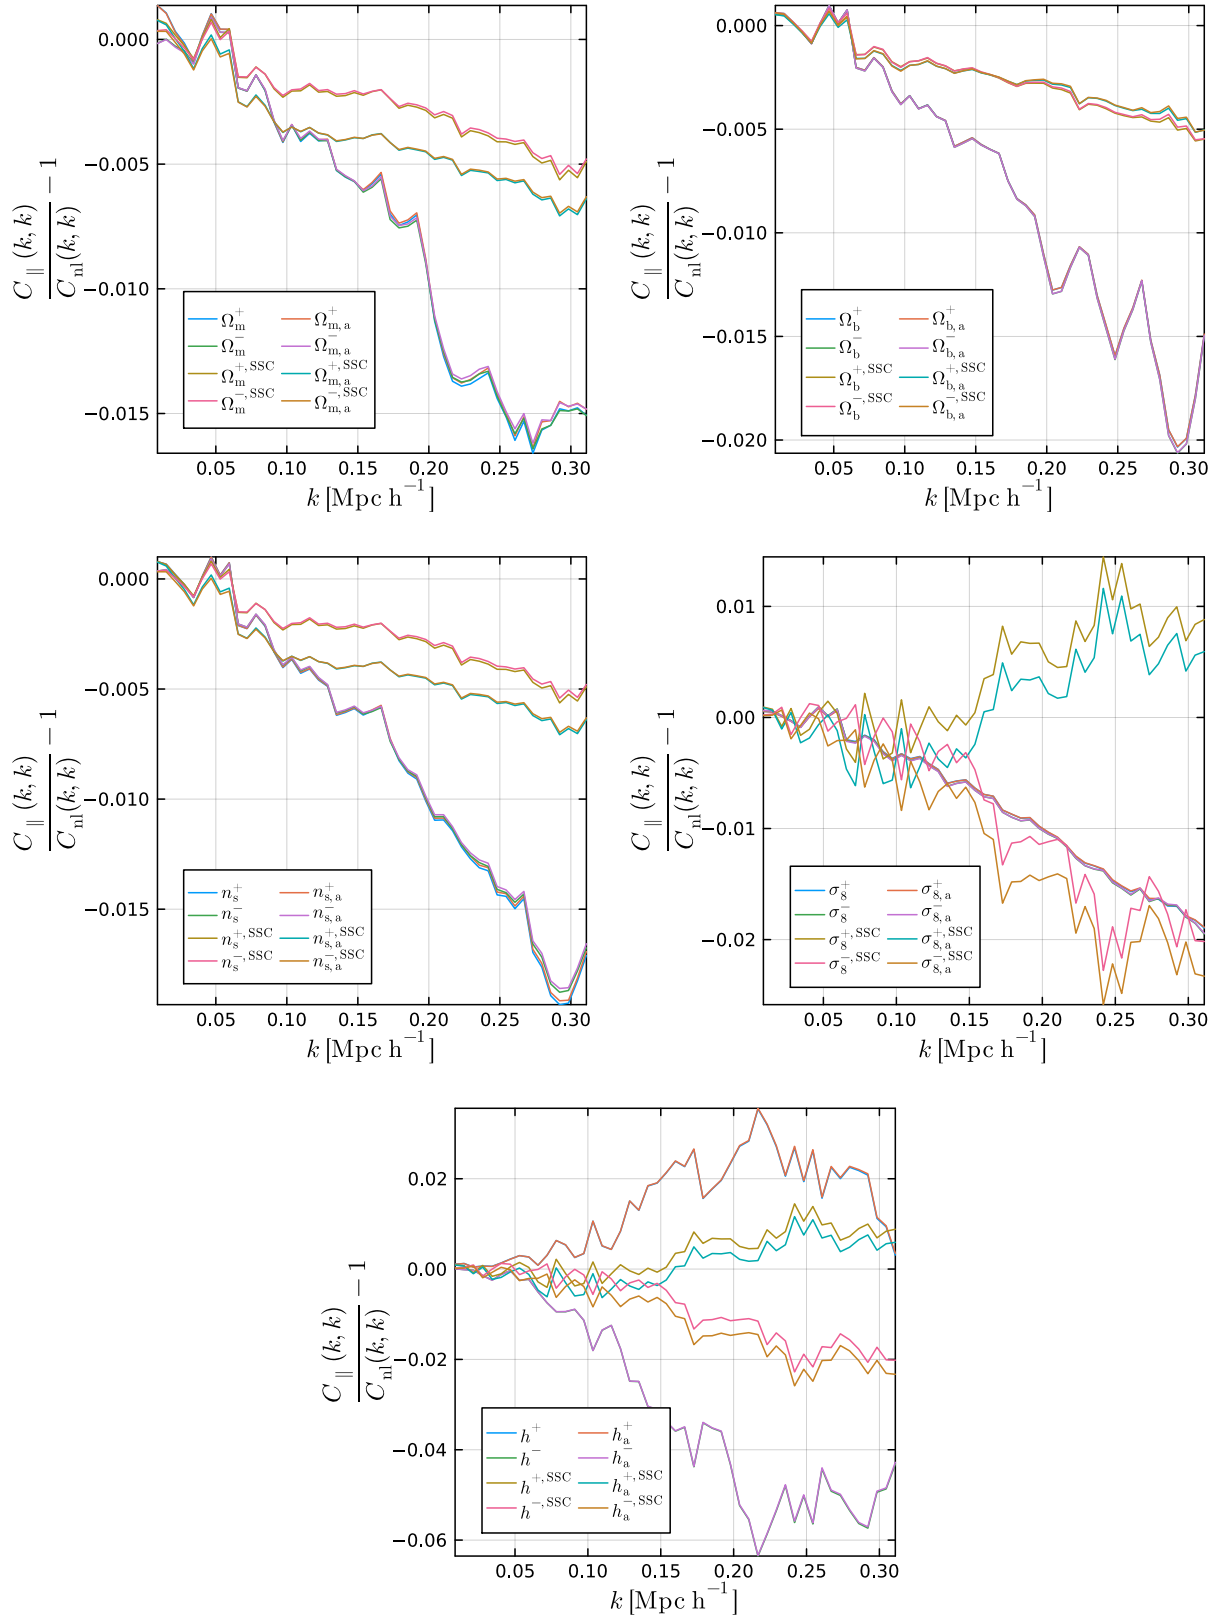 0.000
−0.005
−0.010
−0.015
0.05 0.10 0.15 0.20 0.25 0.30
k [Mpc h⁻¹]
C∥(k, k) / Cnl(k, k) − 1
Ωm⁺ Ωm,a⁺
Ωm⁻ Ωm,a⁻
Ωm⁺,SSC Ωm,a⁺,SSC
Ωm⁻,SSC Ωm,a⁻,SSC
0.000
−0.005
−0.010
−0.015
−0.020
0.05 0.10 0.15 0.20 0.25 0.30
k [Mpc h⁻¹]
C∥(k, k) / Cnl(k, k) − 1
Ωb⁺ Ωb,a⁺
Ωb⁻ Ωb,a⁻
Ωb⁺,SSC Ωb,a⁺,SSC
Ωb⁻,SSC Ωb,a⁻,SSC
0.000
−0.005
−0.010
−0.015
0.05 0.10 0.15 0.20 0.25 0.30
k [Mpc h⁻¹]
C∥(k, k) / Cnl(k, k) − 1
ns⁺ ns,a⁺
ns⁻ ns,a⁻
ns⁺,SSC ns,a⁺,SSC
ns⁻,SSC ns,a⁻,SSC
0.01
0.00
−0.01
−0.02
0.05 0.10 0.15 0.20 0.25 0.30
k [Mpc h⁻¹]
C∥(k, k) / Cnl(k, k) − 1
σ8⁺ σ8,a⁺
σ8⁻ σ8,a⁻
σ8⁺,SSC σ8,a⁺,SSC
σ8⁻,SSC σ8,a⁻,SSC
0.02
0.00
−0.02
−0.04
−0.06
0.05 0.10 0.15 0.20 0.25 0.30
k [Mpc h⁻¹]
C∥(k, k) / Cnl(k, k) − 1
h⁺ ha⁺
h⁻ ha⁻
h⁺,SSC ha⁺,SSC
h⁻,SSC ha⁻,SSC